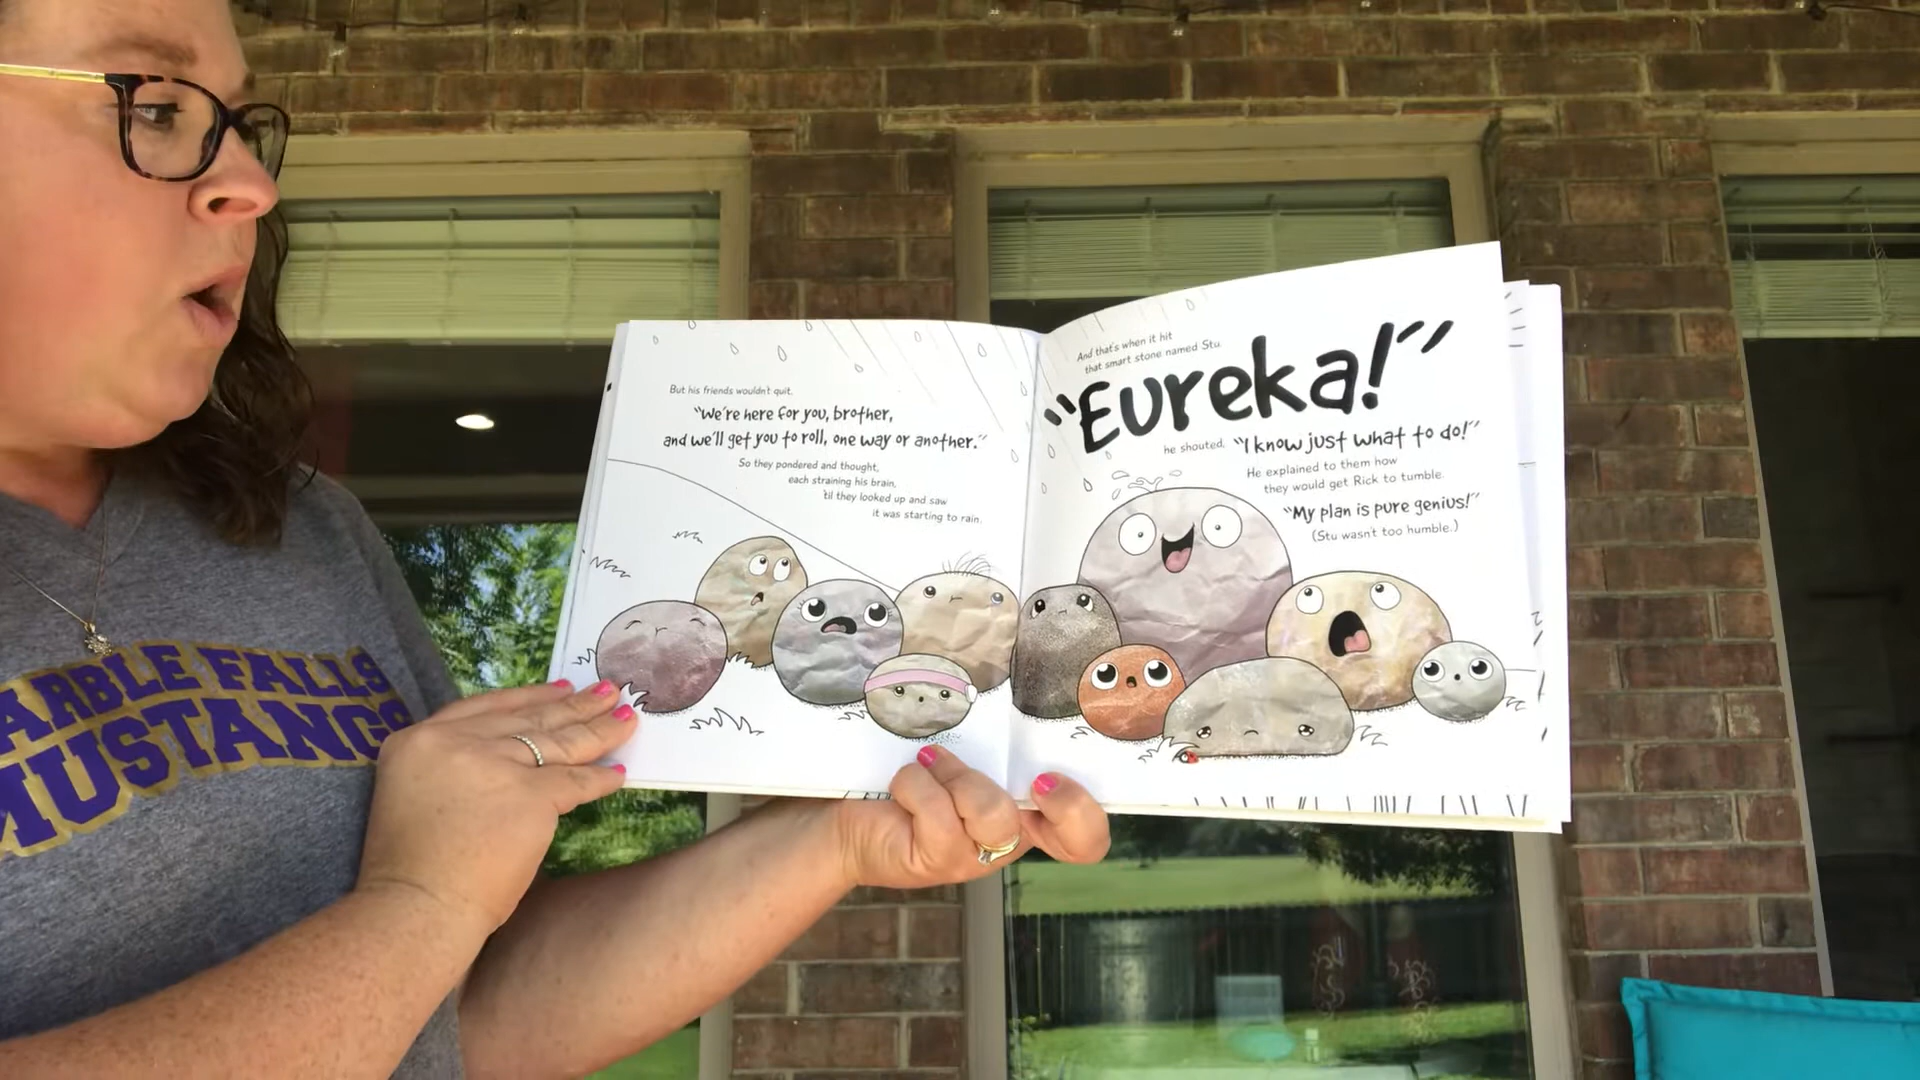 ARBLE FALLS
MUSTANGS
But his friends wouldn't quit.
"We're here for you, brother,
and we'll get you to roll, one way or another."
So they pondered and thought,
each straining his brain,
'til they looked up and saw
it was starting to rain.
And that's when it hit
that smart stone named Stu.
"Eureka!"
he shouted. "I know just what to do!"
He explained to them how
they would get Rick to tumble.
"My plan is pure genius!"
(Stu wasn't too humble.)